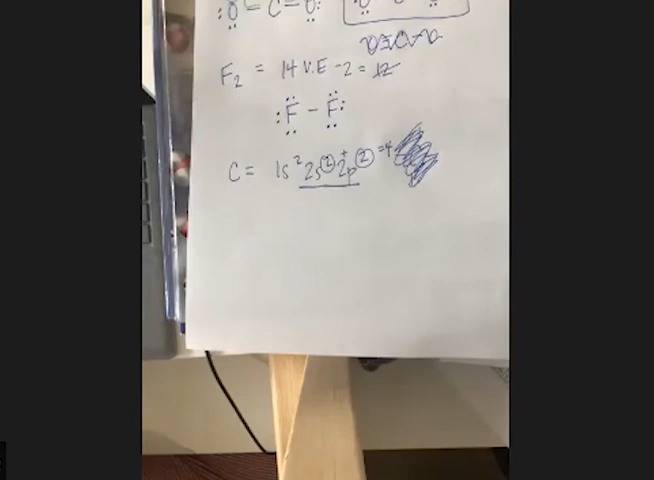 :O = C = O:
F2 = 14 V.E - 2 = 12
:F - F:
C = 1s² 2s² + 2p² = 4